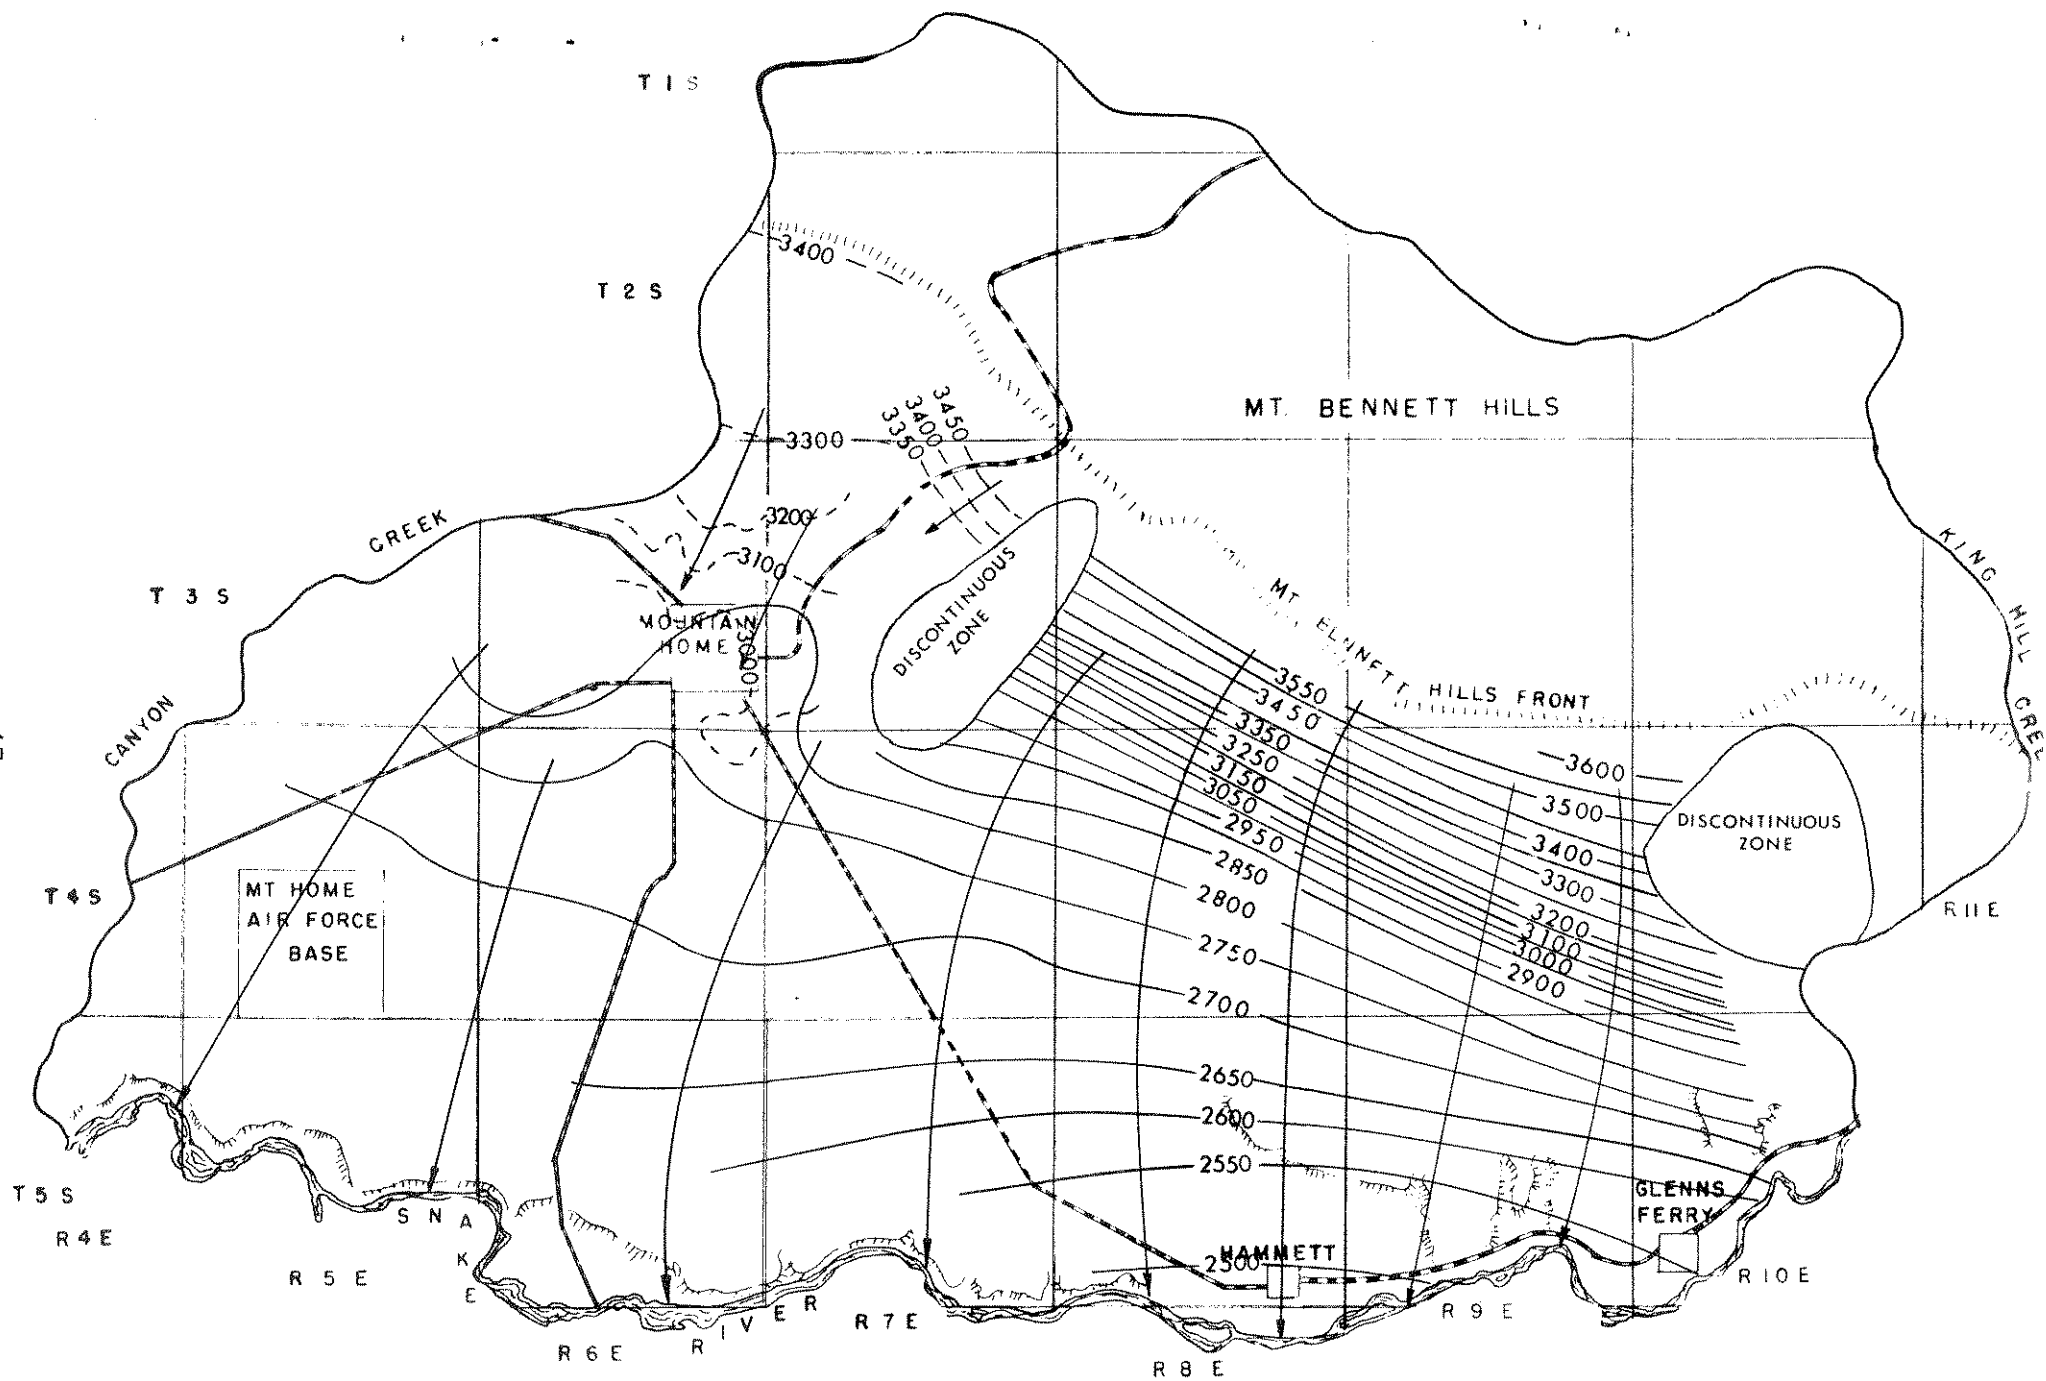 T 1 S
T 2 S
3400
3450
3400
3350
MT. BENNETT HILLS
3300
3200
3100
CREEK
KING HILL CREE
T 3 S
MOUNTAIN
HOME
3000
DISCONTINUOUS
ZONE
MT. BENNETT HILLS FRONT
CANYON
3550
3450
3350
3250
3150
3050
2950
2850
2800
2750
2700
2650
2600
2550
2500
3600
3500
3400
3300
3200
3100
3000
2900
DISCONTINUOUS
ZONE
T 4 S
MT HOME
AIR FORCE
BASE
R 11 E
T 5 S
R 4 E
R 5 E
SNAKE RIVER
R 6 E
R 7 E
R 8 E
HAMMETT
GLENNS
FERRY
R 9 E
R 10 E